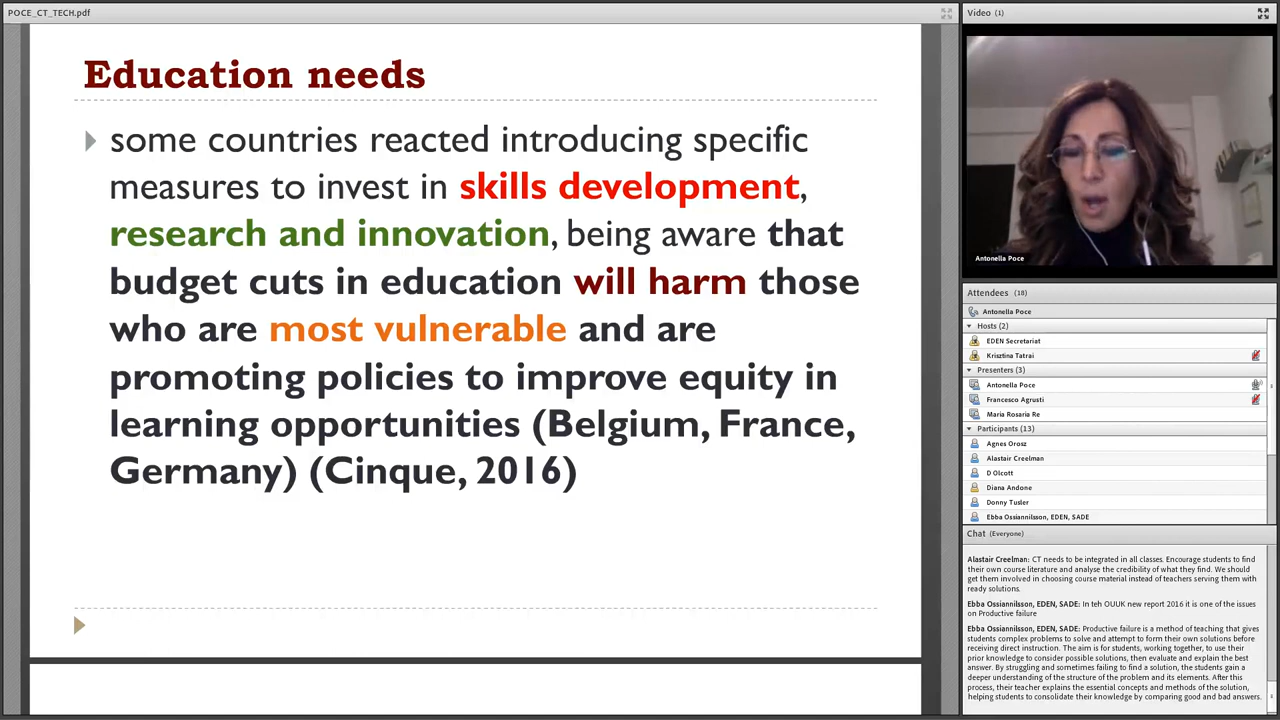 POCE_CT_TECH.pdf
Education needs
some countries reacted introducing specific
measures to invest in skills development,
research and innovation, being aware that
budget cuts in education will harm those
who are most vulnerable and are
promoting policies to improve equity in
learning opportunities (Belgium, France,
Germany) (Cinque, 2016)
Video (1)
Antonella Poce
Attendees (18)
Antonella Poce
Hosts (2)
EDEN Secretariat
Krisztina Tatrai
Presenters (3)
Antonella Poce
Francesco Agrusti
Maria Rosaria Re
Participants (13)
Agnes Orosz
Alastair Creelman
D Olcott
Diana Andone
Donny Tusler
Ebba Ossiannilsson, EDEN, SADE
Chat (Everyone)
Alastair Creelman: CT needs to be integrated in all classes. Encourage students to find
their own course literature and analyse the credibility of what they find. We should
get them involved in choosing course material instead of teachers serving them with
ready solutions.
Ebba Ossiannilsson, EDEN, SADE: In teh OUUK new report 2016 it is one of the issues
on Productive failure
Ebba Ossiannilsson, EDEN, SADE: Productive failure is a method of teaching that gives
students complex problems to solve and attempt to form their own solutions before
receiving direct instruction. The aim is for students, working together, to use their
prior knowledge to consider possible solutions, then evaluate and explain the best
answer. By struggling and sometimes failing to find a solution, the students gain a
deeper understanding of the structure of the problem and its elements. After this
process, their teacher explains the essential concepts and methods of the solution,
helping students to consolidate their knowledge by comparing good and bad answers.